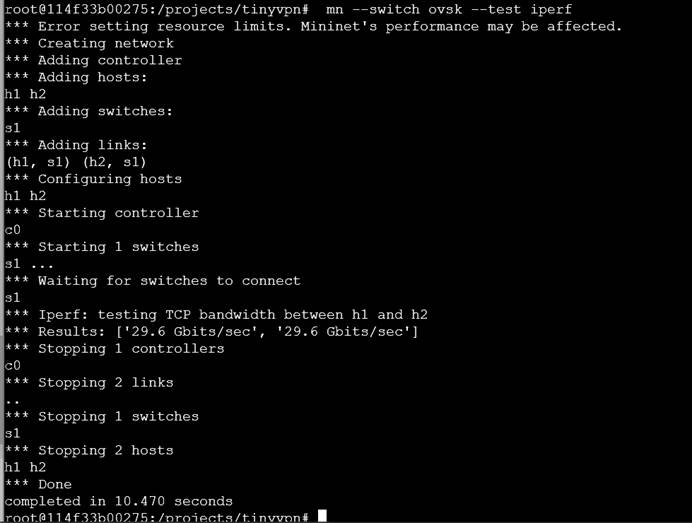 root@114f33b00275:/projects/tinyvpn#  mn --switch ovsk --test iperf
*** Error setting resource limits. Mininet's performance may be affected.
*** Creating network
*** Adding controller
*** Adding hosts:
h1 h2
*** Adding switches:
s1
*** Adding links:
(h1, s1) (h2, s1)
*** Configuring hosts
h1 h2
*** Starting controller
c0
*** Starting 1 switches
s1 ...
*** Waiting for switches to connect
s1
*** Iperf: testing TCP bandwidth between h1 and h2
*** Results: ['29.6 Gbits/sec', '29.6 Gbits/sec']
*** Stopping 1 controllers
c0
*** Stopping 2 links
..
*** Stopping 1 switches
s1
*** Stopping 2 hosts
h1 h2
*** Done
completed in 10.470 seconds
root@114f33b00275:/projects/tinyvpn#